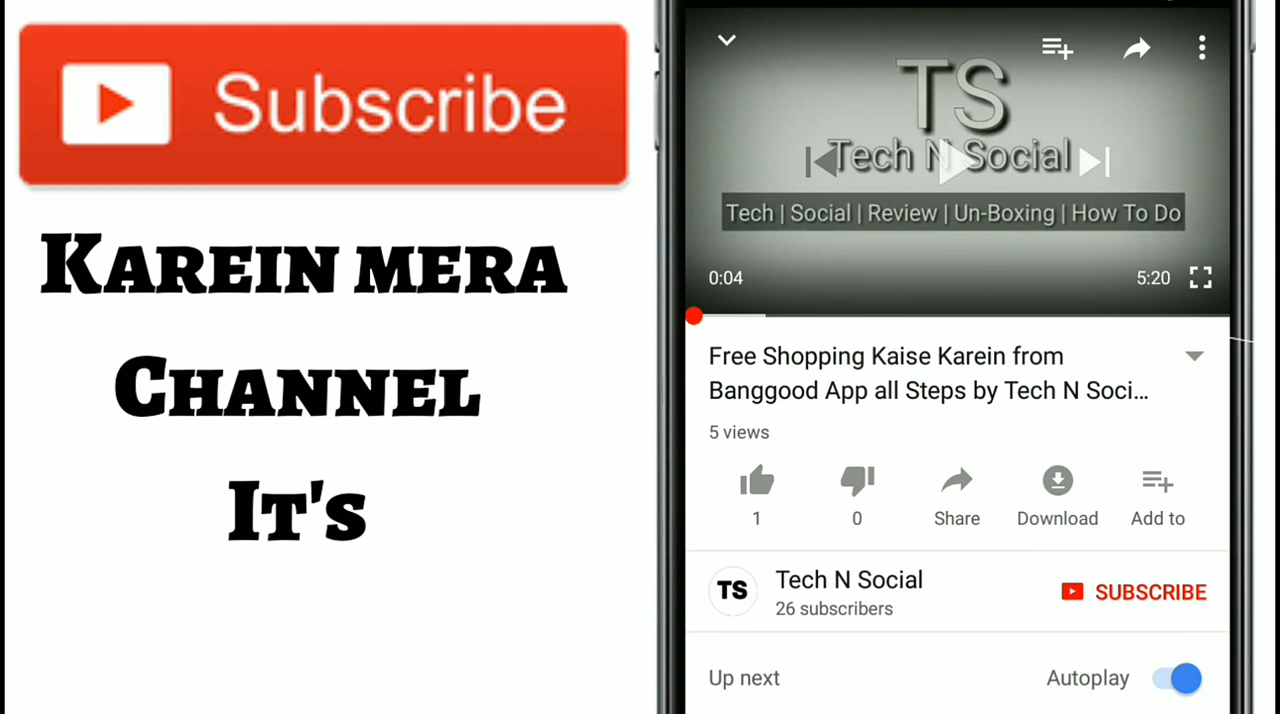 Subscribe
Karein mera
Channel
It's
TS
Tech N Social
Tech | Social | Review | Un-Boxing | How To Do
0:04
5:20
Free Shopping Kaise Karein from
Banggood App all Steps by Tech N Soci...
5 views
1
0
Share
Download
Add to
TS
Tech N Social
26 subscribers
SUBSCRIBE
Up next
Autoplay